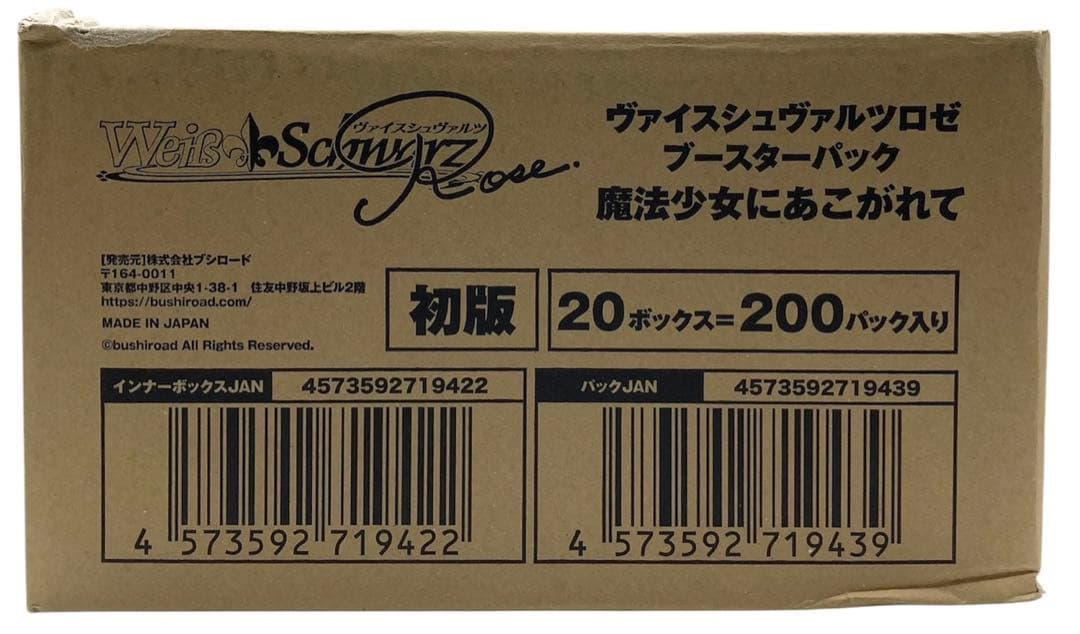 Weiß Schwarz
ヴァイスシュヴァルツ
Rose.
ヴァイスシュヴァルツロゼ
ブースターパック
魔法少女にあこがれて
[発売元]株式会社ブシロード
〒164-0011
東京都中野区中央1-38-1 住友中野坂上ビル2階
https://bushiroad.com/
MADE IN JAPAN
©bushiroad All Rights Reserved.
初版
20ボックス=200パック入り
インナーボックスJAN 4573592719422
4 573592 719422
パックJAN 4573592719439
4 573592 719439